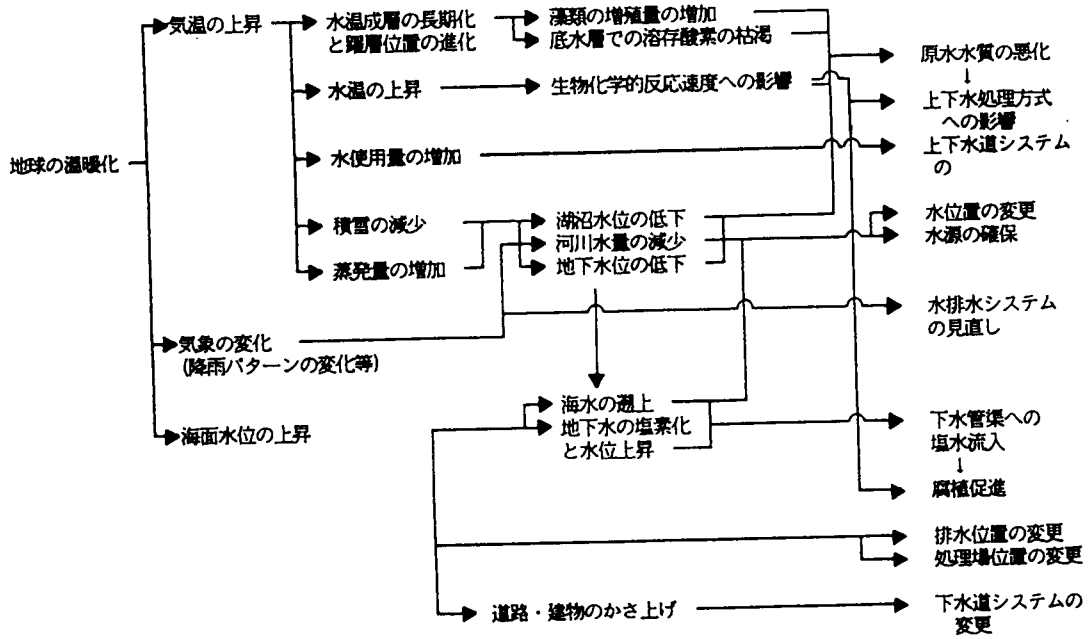 地球の温暖化
気温の上昇
水温成層の長期化
と躍層位置の進化
藻類の増殖量の増加
底水層での溶存酸素の枯渇
水温の上昇
生物化学的反応速度への影響
水使用量の増加
積雪の減少
蒸発量の増加
湖沼水位の低下
河川水量の減少
地下水位の低下
気象の変化
(降雨パターンの変化等)
海面水位の上昇
海水の遡上
地下水の塩素化
と水位上昇
道路・建物のかさ上げ
原水水質の悪化
↓
上下水処理方式
への影響
上下水道システム
の
水位置の変更
水源の確保
水排水システム
の見直し
下水管渠への
塩水流入
↓
腐植促進
排水位置の変更
処理場位置の変更
下水道システムの
変更